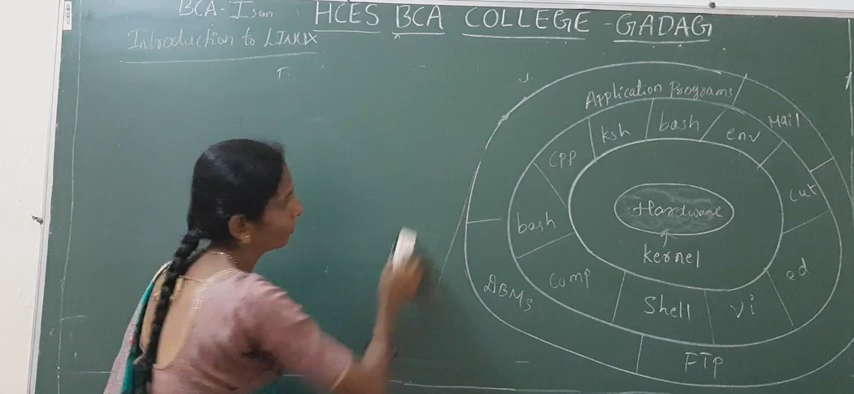 BCA-I Sem HCES BCA COLLEGE - GADAG
Introduction to LINUX
Application Programs
ksh bash env Mail
CPP
cut
Hardware
bash
kernel
Comp ed
DBMS
Shell Vi
FTP